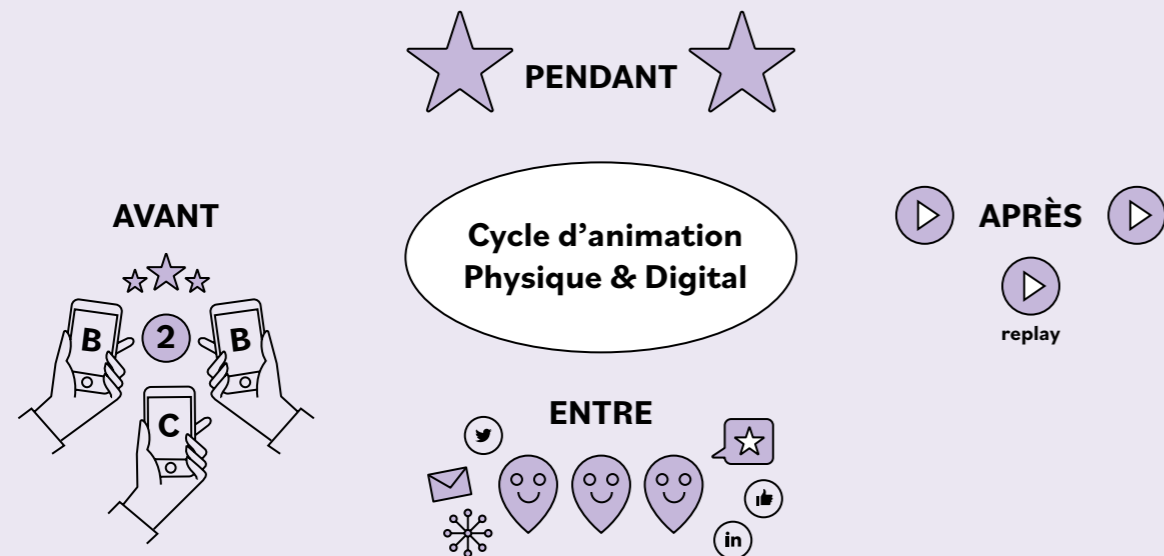 PENDANT
AVANT
APRÈS
Cycle d’animation
Physique & Digital
B 2 B
C
replay
ENTRE
in